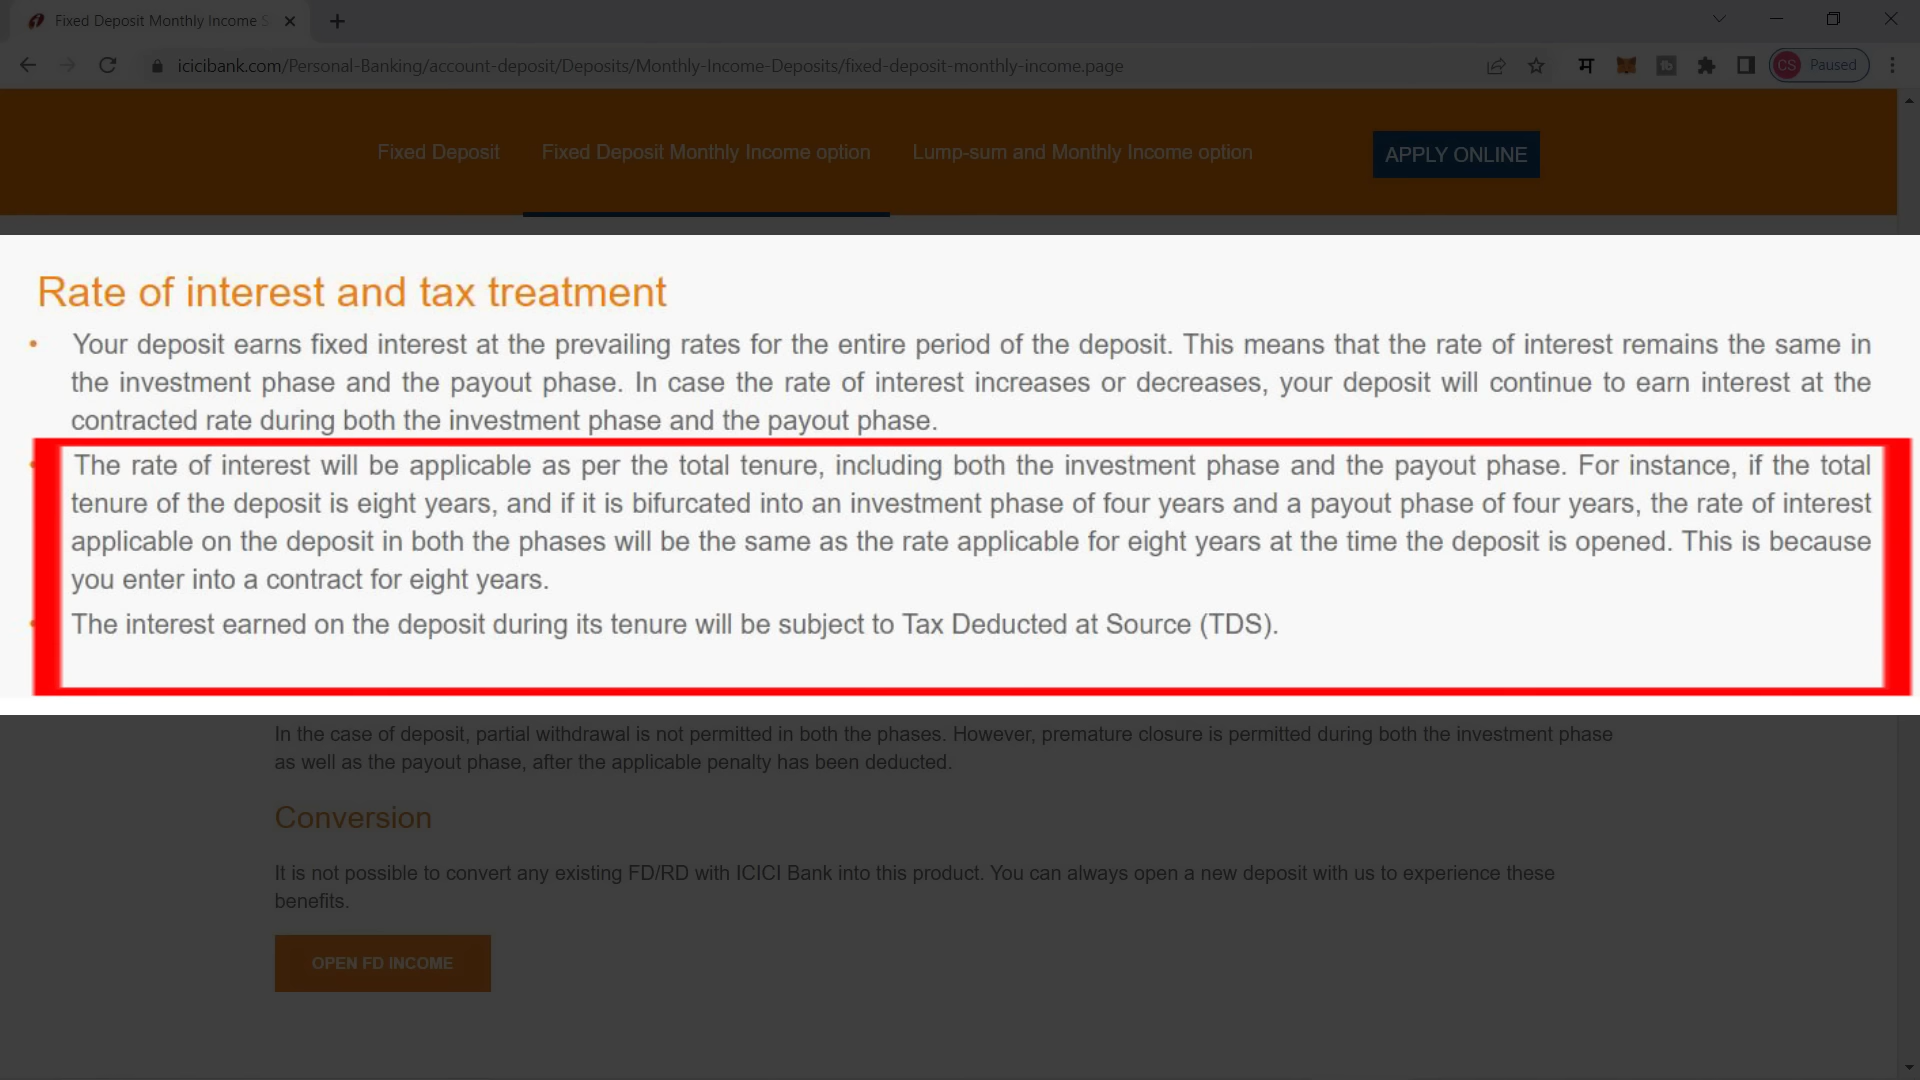 Fixed Deposit Monthly Income S
icicibank.com/Personal-Banking/account-deposit/Deposits/Monthly-Income-Deposits/fixed-deposit-monthly-income.page
म
CS Paused
Fixed Deposit
Fixed Deposit Monthly Income option
Lump-sum and Monthly Income option
APPLY ONLINE
Rate of interest and tax treatment
• Your deposit earns fixed interest at the prevailing rates for the entire period of the deposit. This means that the rate of interest remains the same in
the investment phase and the payout phase. In case the rate of interest increases or decreases, your deposit will continue to earn interest at the
contracted rate during both the investment phase and the payout phase.
The rate of interest will be applicable as per the total tenure, including both the investment phase and the payout phase. For instance, if the total
tenure of the deposit is eight years, and if it is bifurcated into an investment phase of four years and a payout phase of four years, the rate of interest
applicable on the deposit in both the phases will be the same as the rate applicable for eight years at the time the deposit is opened. This is because
you enter into a contract for eight years.
The interest earned on the deposit during its tenure will be subject to Tax Deducted at Source (TDS).
In the case of deposit, partial withdrawal is not permitted in both the phases. However, premature closure is permitted during both the investment phase
as well as the payout phase, after the applicable penalty has been deducted.
Conversion
It is not possible to convert any existing FD/RD with ICICI Bank into this product. You can always open a new deposit with us to experience these
benefits.
OPEN FD INCOME